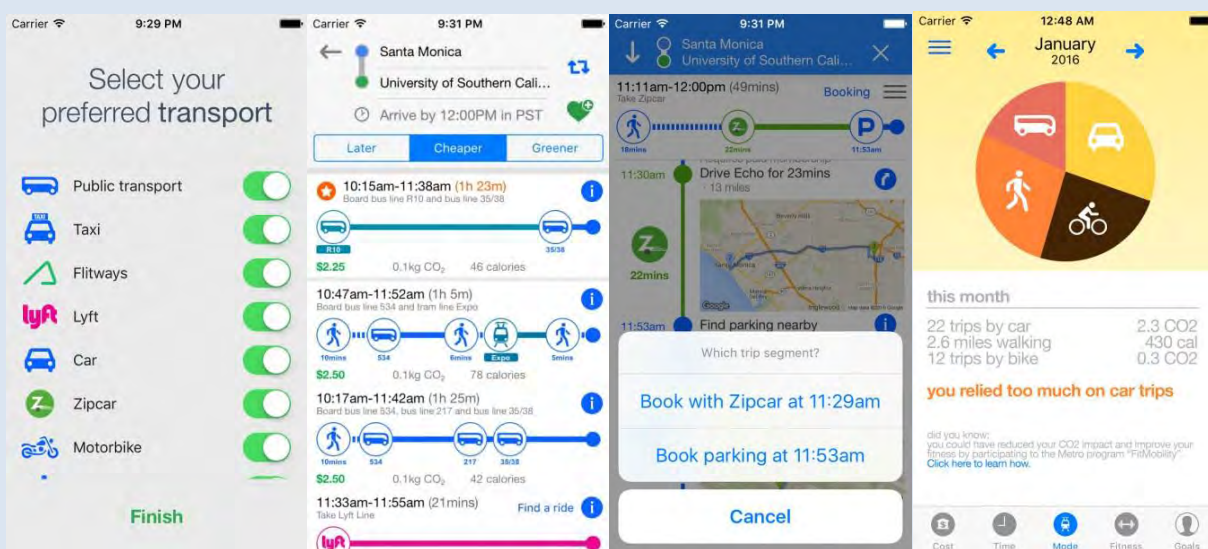 Carrier 9:29 PM
Select your
preferred transport
Public transport
TAXI
Taxi
Flitways
lyft Lyft
Car
Z Zipcar
Motorbike
Finish
Carrier 9:31 PM
Santa Monica
University of Southern Cali...
Arrive by 12:00PM in PST
Later Cheaper Greener
10:15am-11:38am (1h 23m)
Board bus line R10 and bus line 35/38
R10 35/38
$2.25 0.1kg CO₂ 46 calories
10:47am-11:52am (1h 5m)
Board bus line 534 and tram line Expo
10mins 534 6mins Expo 5mins
$2.50 0.1kg CO₂ 78 calories
10:17am-11:42am (1h 25m)
Board bus line 534, bus line 217 and bus line 35/38
10mins 534 217 35/38
$2.50 0.1kg CO₂ 42 calories
11:33am-11:55am (21mins) Find a ride
Take Lyft Line
lyft
Carrier 9:31 PM
Santa Monica
University of Southern Cali...
11:11am-12:00pm (49mins) Booking
Take Zipcar
Z P
18mins 22mins 11:53am
Requires paid membership
11:30am Drive Echo for 23mins
· 13 miles
Z
22mins
Beverly Hills
Santa Monica
Google Inglewood
11:53am Find parking nearby
Which trip segment?
Book with Zipcar at 11:29am
Book parking at 11:53am
Cancel
Carrier 12:48 AM
January
2016
this month
22 trips by car 2.3 CO2
2.6 miles walking 430 cal
12 trips by bike 0.3 CO2
you relied too much on car trips
did you know:
you could have reduced your CO2 impact and improve your
fitness by participating to the Metro program "FitMobility".
Click here to learn how.
Cost Time Mode Fitness Goals